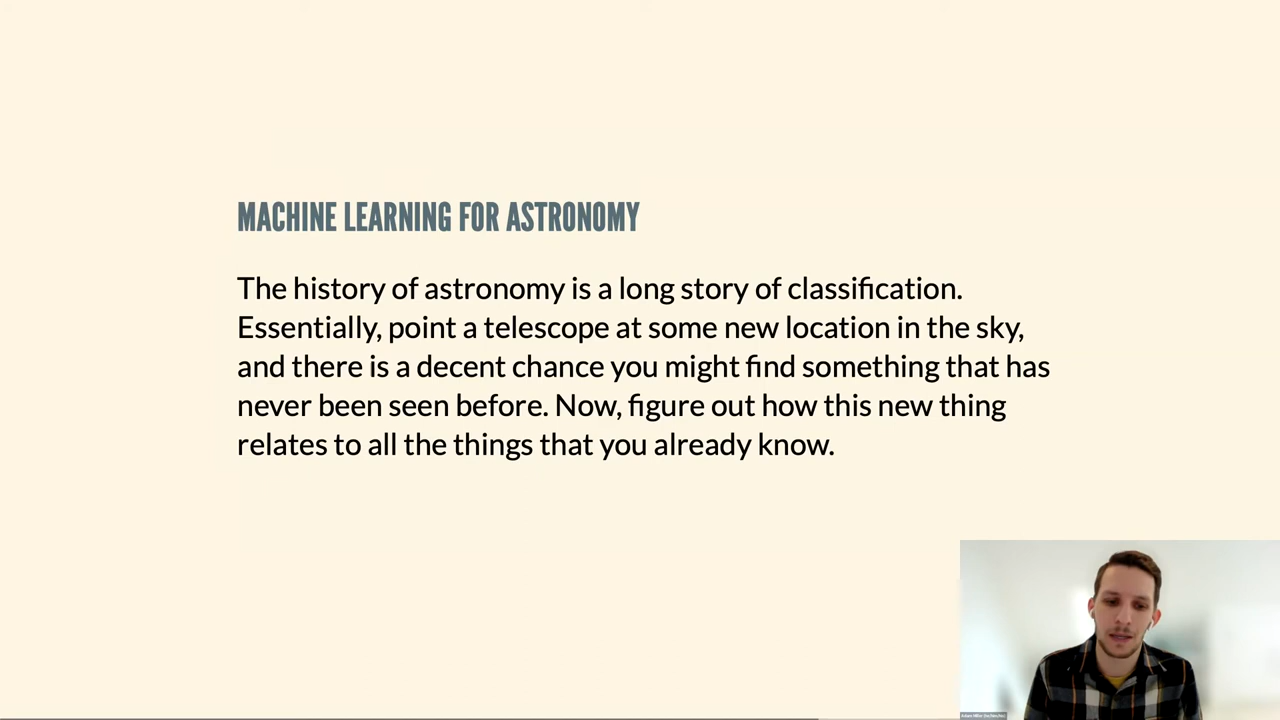 MACHINE LEARNING FOR ASTRONOMY
The history of astronomy is a long story of classification.
Essentially, point a telescope at some new location in the sky,
and there is a decent chance you might find something that has
never been seen before. Now, figure out how this new thing
relates to all the things that you already know.